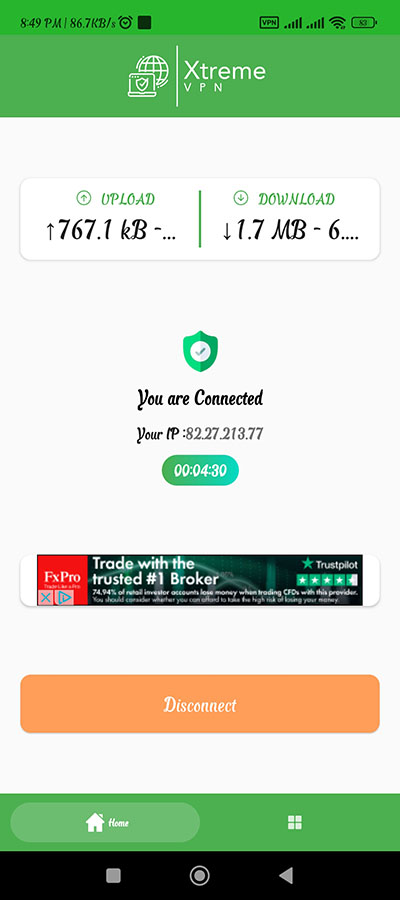 8:49 PM | 86.7KB/s
VPN
83
Xtreme
VPN
UPLOAD
↑767.1 kB -...
DOWNLOAD
↓1.7 MB - 6....
You are Connected
Your IP :82.27.213.77
00:04:30
FxPro
Trade Like a Pro
Trade with the
trusted #1 Broker
Trustpilot
74.94% of retail investor accounts lose money when trading CFDs with this provider.
You should consider whether you can afford to take the high risk of losing your money.
Disconnect
Home